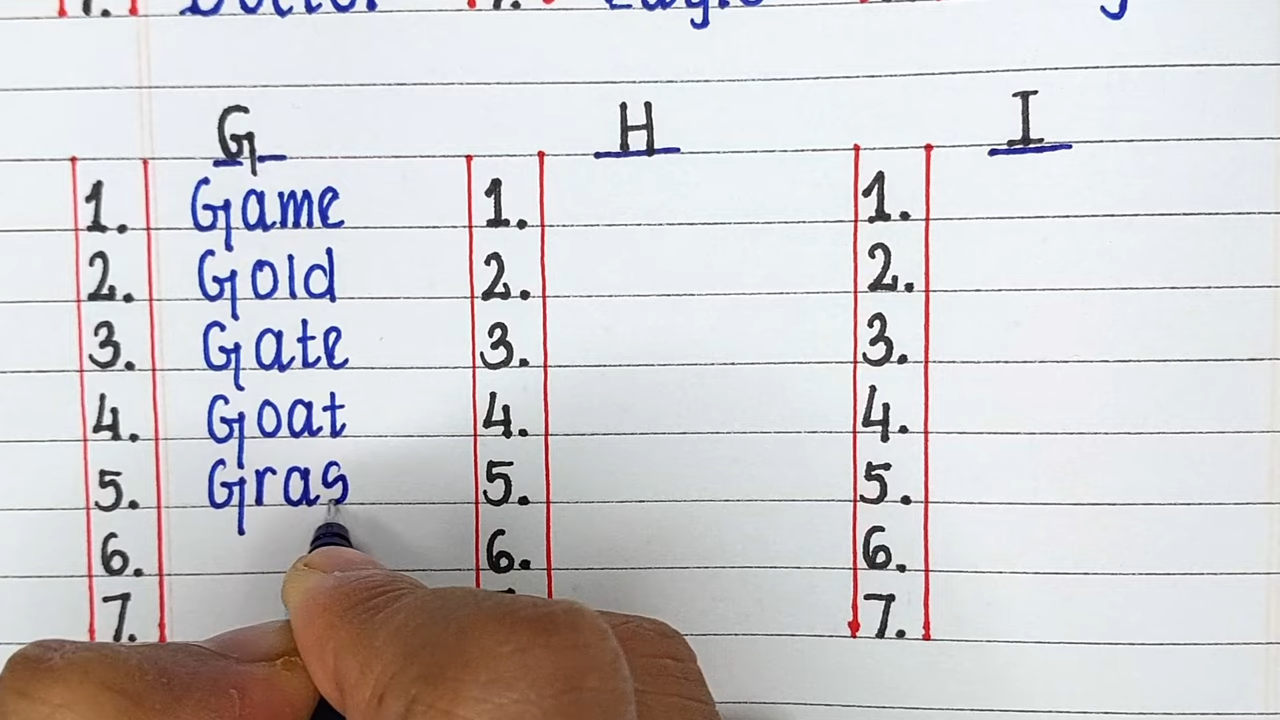 G H I
1. Game 1. 1.
2. Gold 2. 2.
3. Gate 3. 3.
4. Goat 4. 4.
5. Gras 5. 5.
6. 6. 6.
7. 7.